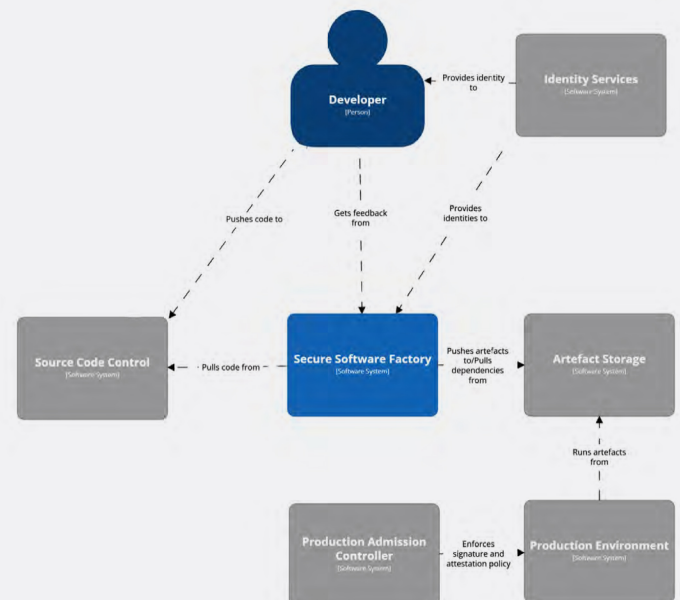 Developer
[Person]
Provides identity
to
Identity Services
[Software System]
Pushes code to
Gets feedback
from
Provides
identities to
Source Code Control
[Software System]
Pulls code from
Secure Software Factory
[Software System]
Pushes artefacts
to/Pulls
dependencies
from
Artefact Storage
[Software System]
Runs artefacts
from
Production Admission
Controller
[Software System]
Enforces
signature and
attestation policy
Production Environment
[Software System]